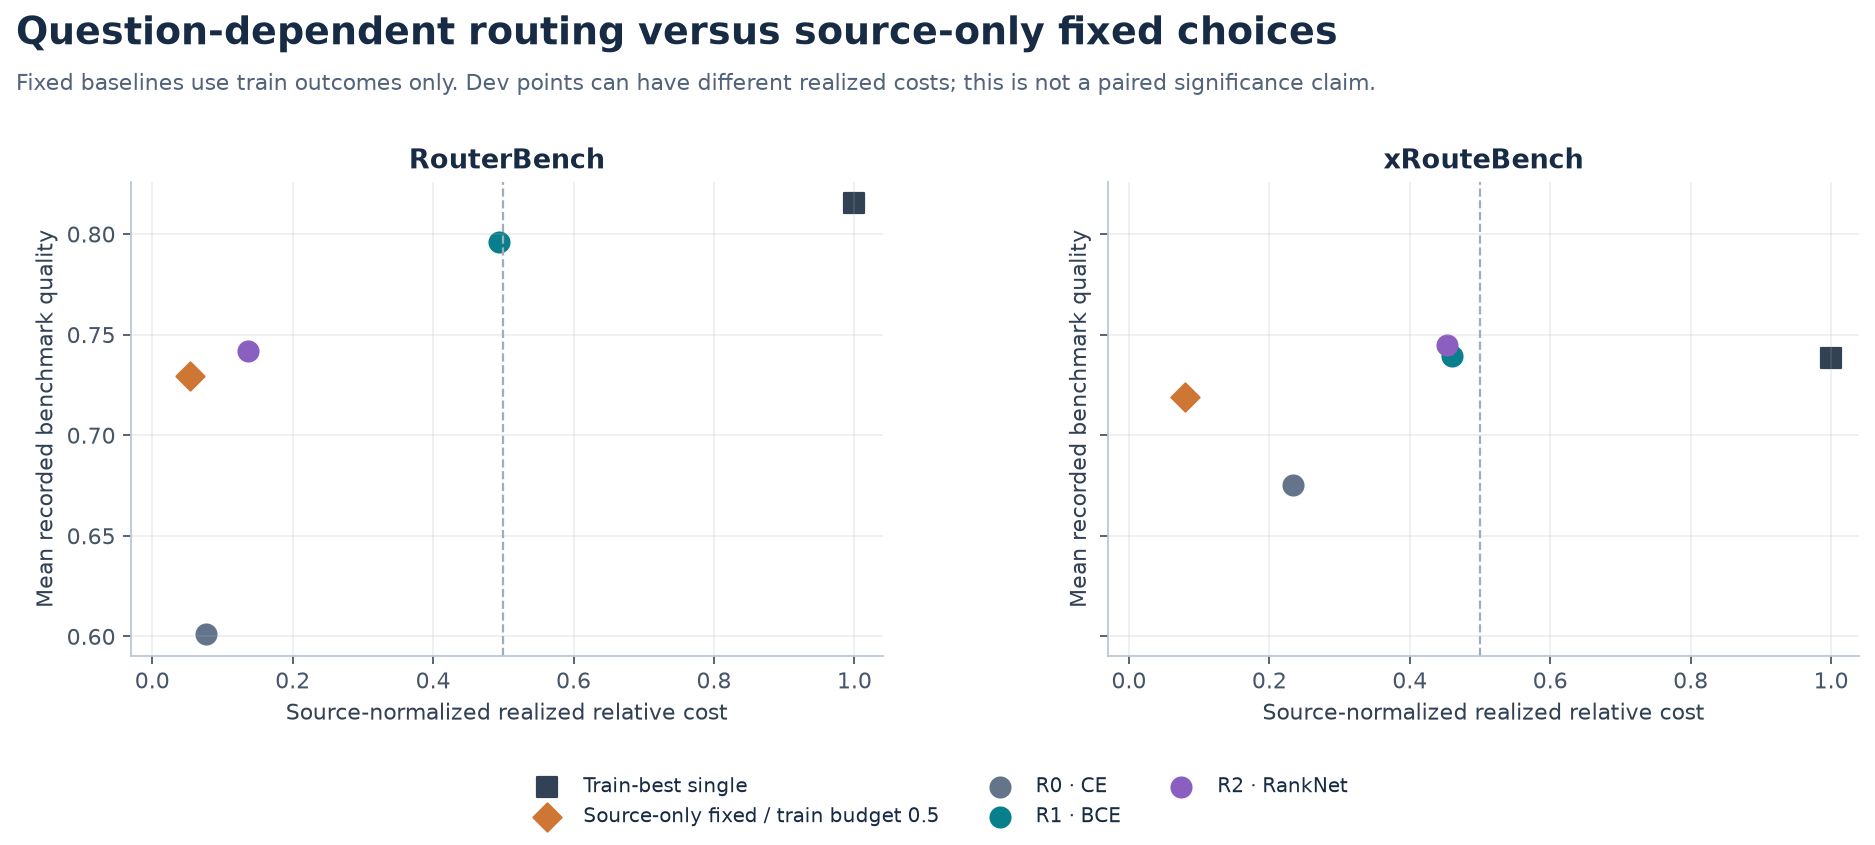 Question-dependent routing versus source-only fixed choices
Fixed baselines use train outcomes only. Dev points can have different realized costs; this is not a paired significance claim.
RouterBench
Mean recorded benchmark quality
0.80
0.75
0.70
0.65
0.60
0.0 0.2 0.4 0.6 0.8 1.0
Source-normalized realized relative cost
xRouteBench
Mean recorded benchmark quality
0.0 0.2 0.4 0.6 0.8 1.0
Source-normalized realized relative cost
Train-best single
Source-only fixed / train budget 0.5
R0 · CE
R1 · BCE
R2 · RankNet